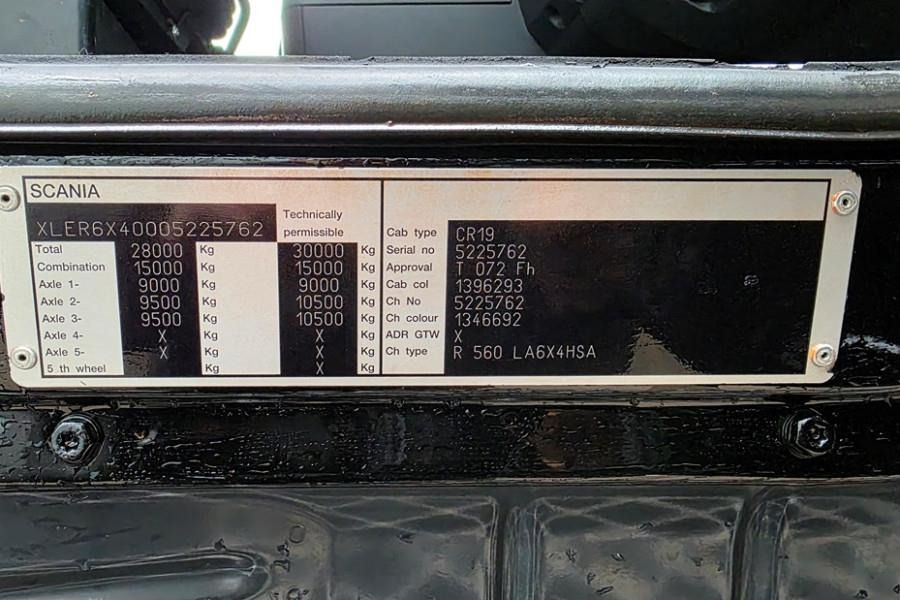 SCANIA
XLER6X40005225762 Technically permissible
Total 28000 Kg 30000 Kg
Combination 15000 Kg 15000 Kg
Axle 1- 9000 Kg 9000 Kg
Axle 2- 9500 Kg 10500 Kg
Axle 3- 9500 Kg 10500 Kg
Axle 4- X Kg X Kg
Axle 5- X Kg X Kg
5 th wheel Kg X Kg
Cab type CR19
Serial no 5225762
Approval T 072 Fh
Cab col 1396293
Ch No 5225762
Ch colour 1346692
ADR GTW X
Ch type R 560 LA6X4HSA